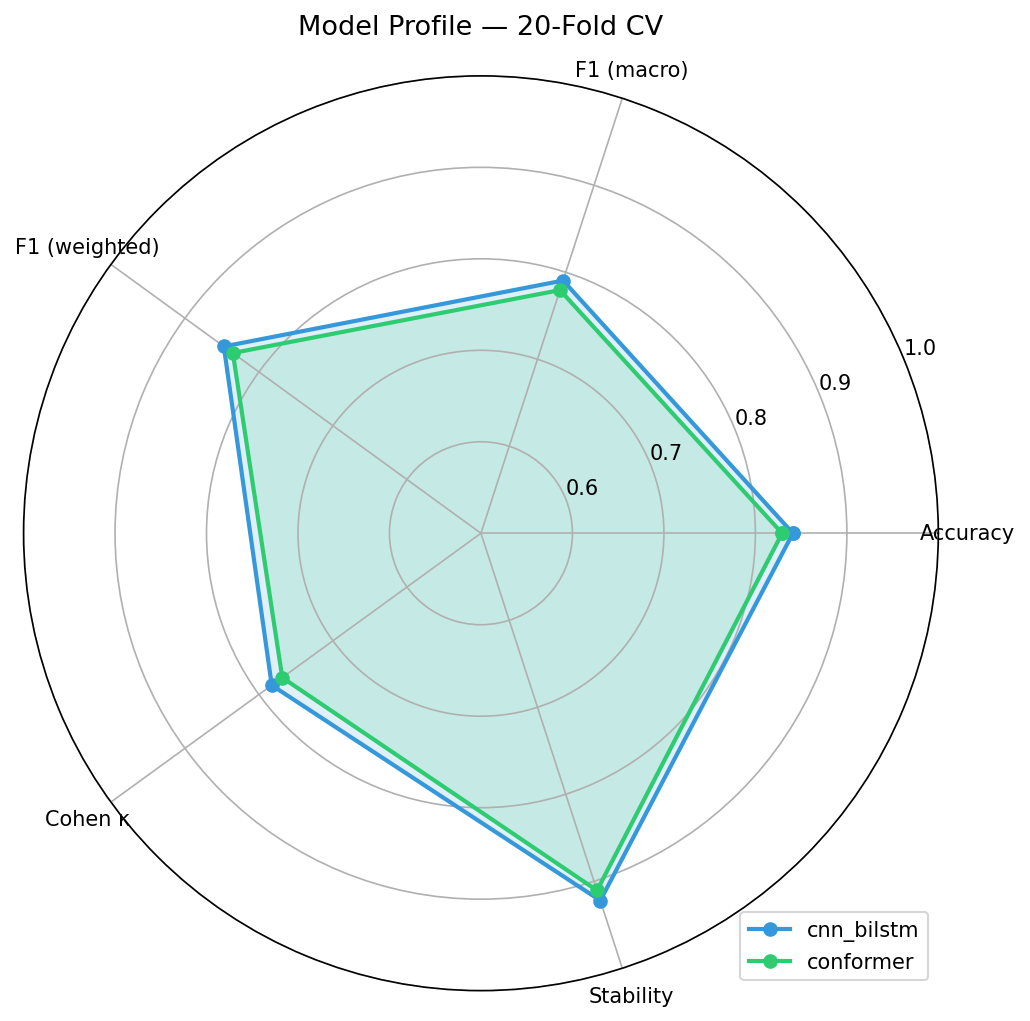 Model Profile — 20-Fold CV
F1 (macro)
F1 (weighted)
1.0
0.9
0.8
0.7
0.6
Accuracy
Cohen κ
Stability
cnn_bilstm
conformer